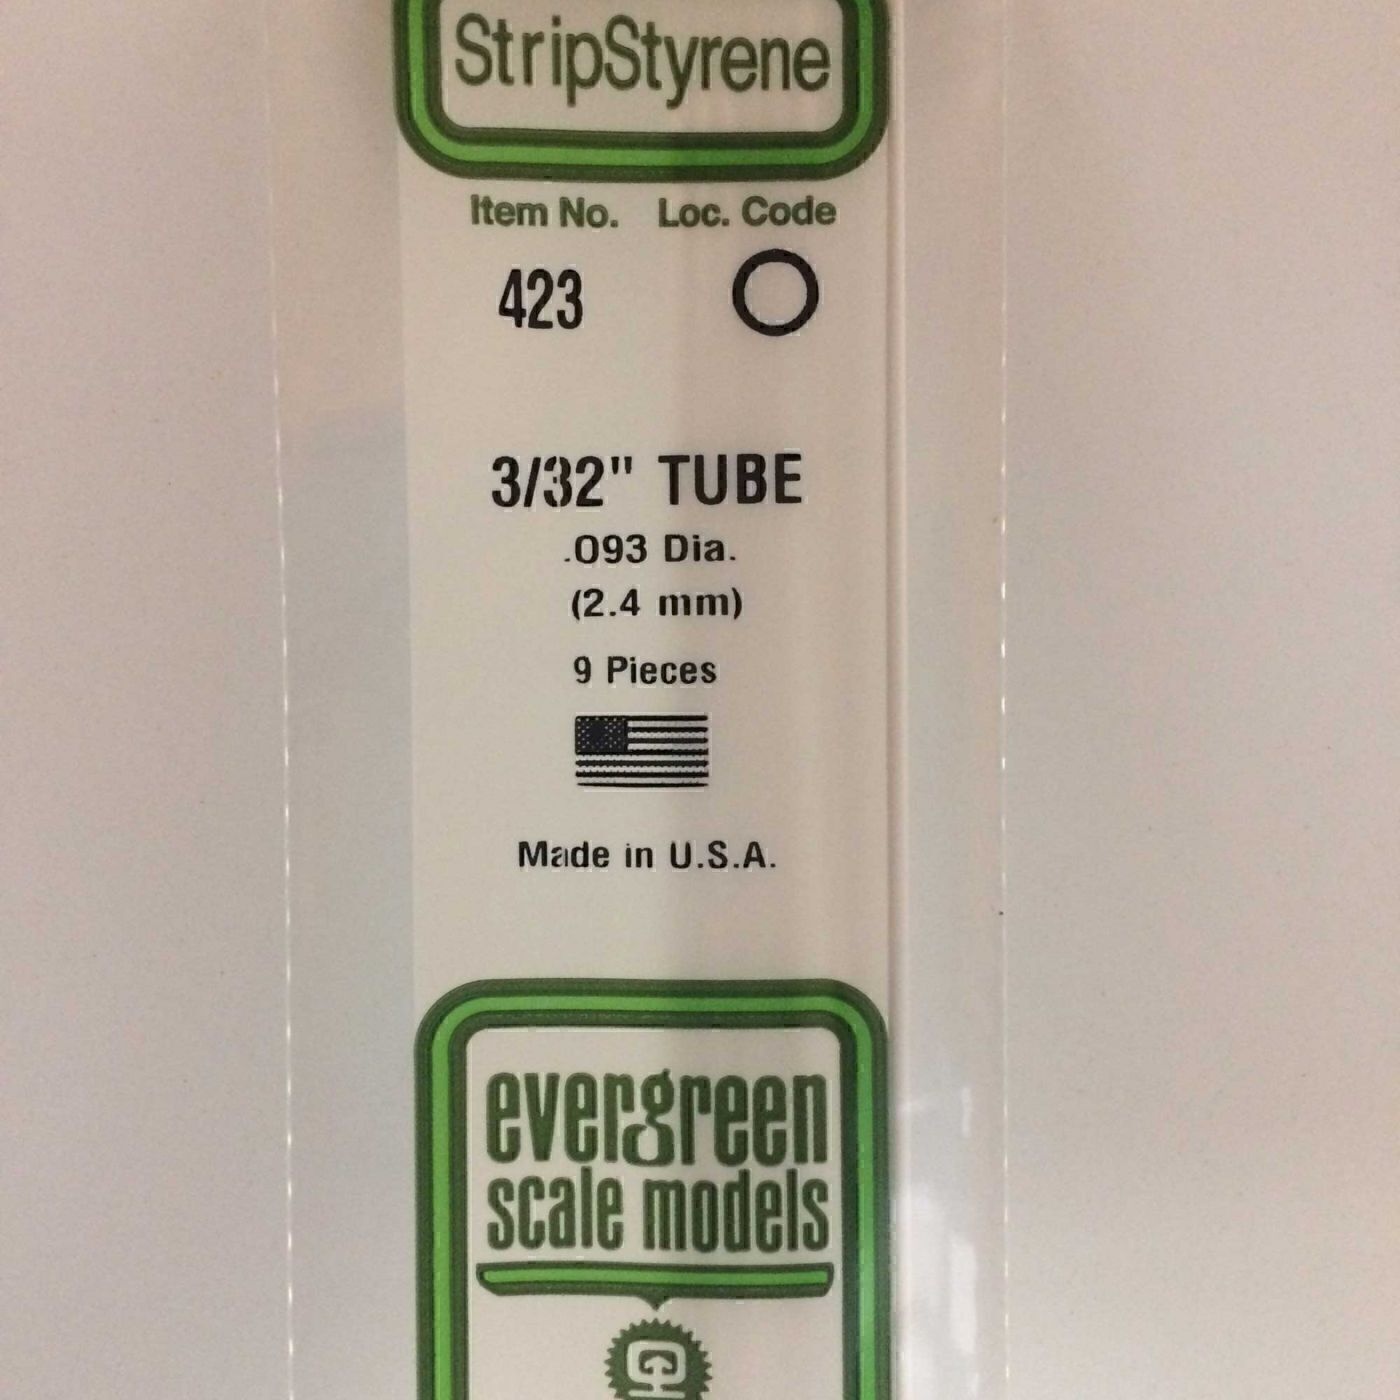 StripStyrene
Item No. Loc. Code
423
3/32" TUBE
.093 Dia.
(2.4 mm)
9 Pieces
Made in U.S.A.
evergreen
scale models